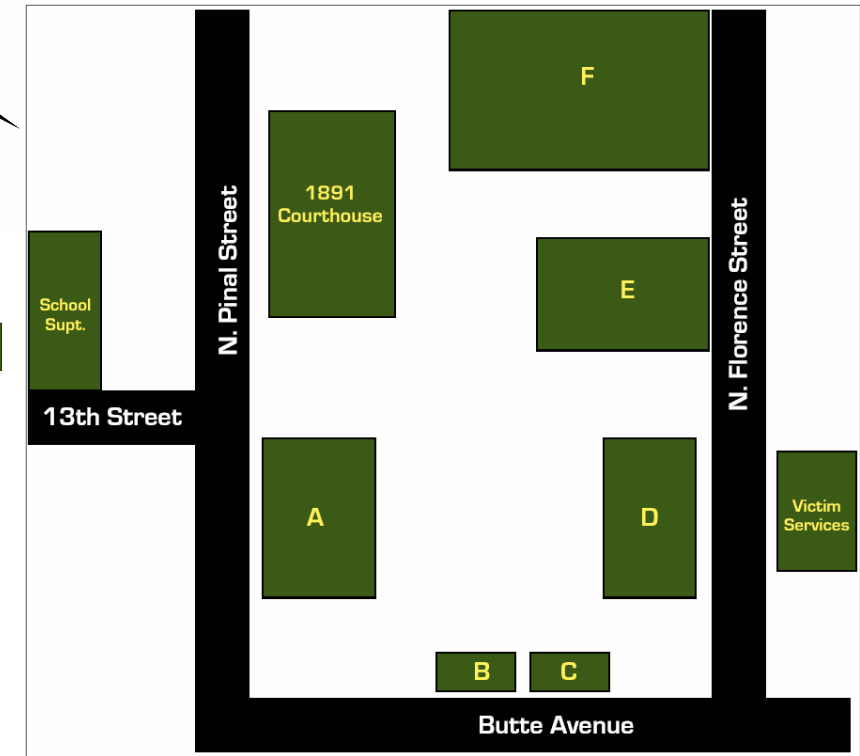 F
1891
Courthouse
N. Pinal Street
N. Florence Street
E
School
Supt.
13th Street
A
D
Victim
Services
B
C
Butte Avenue